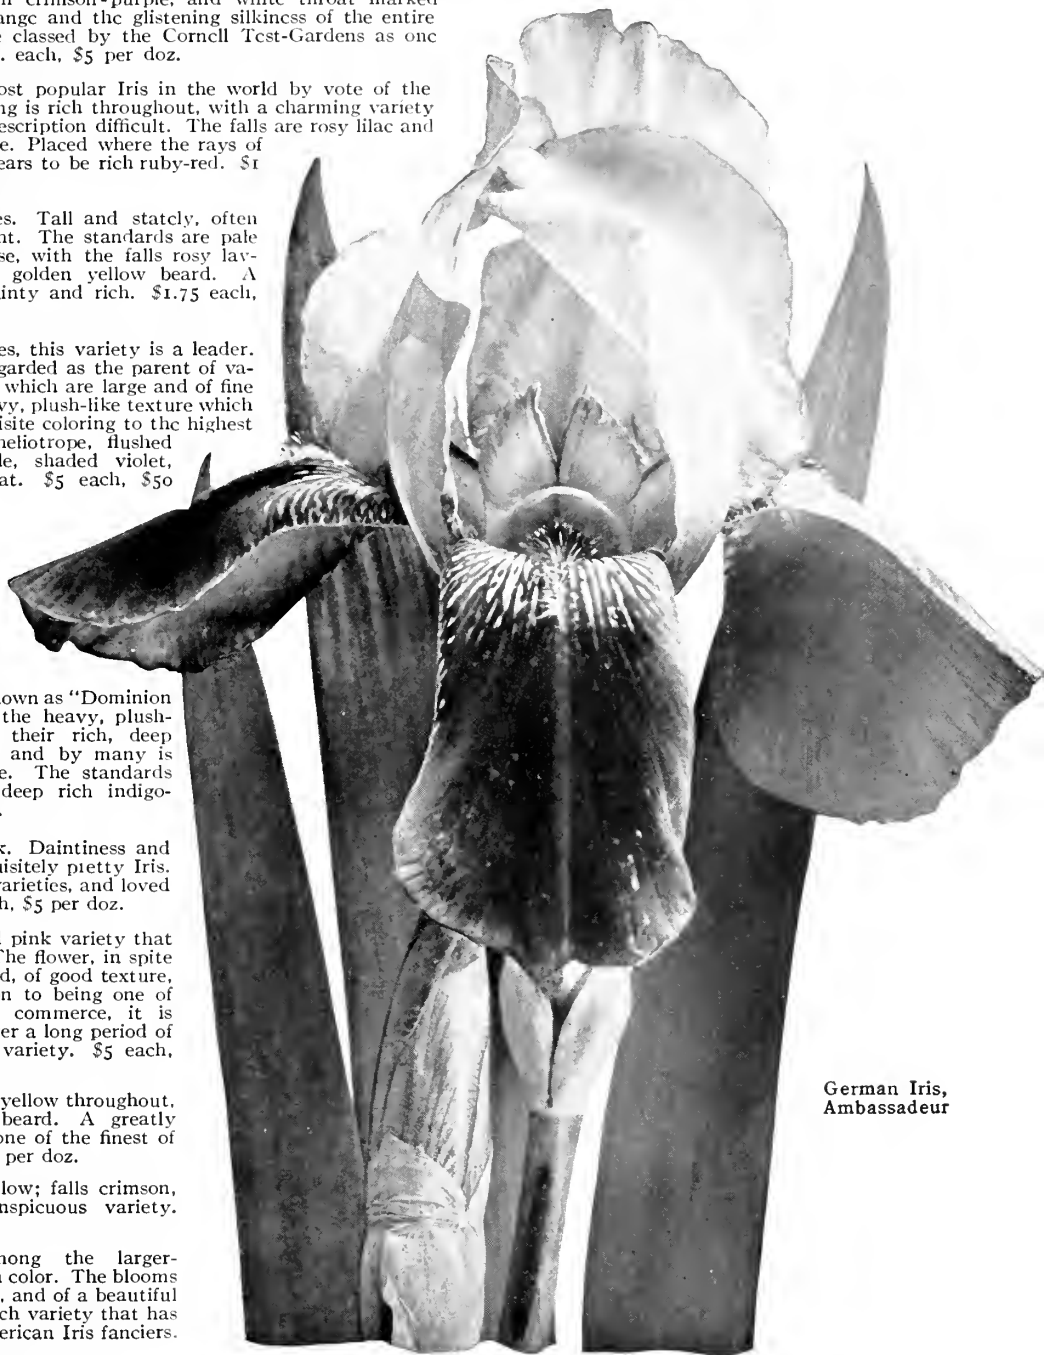 crimson-purple, and white throat marked
ange and the glistening silkiness of the entire
classed by the Cornell Test-Gardens as one
. each, $5 per doz.
ost popular Iris in the world by vote of the
ng is rich throughout, with a charming variety
escription difficult. The falls are rosy lilac and
e. Placed where the rays of
ears to be rich ruby-red. $1
es. Tall and stately, often
nt. The standards are pale
se, with the falls rosy lav-
golden yellow beard. A
inty and rich. $1.75 each,
es, this variety is a leader.
garded as the parent of va-
which are large and of fine
vy, plush-like texture which
isite coloring to the highest
heliotrope, flushed
le, shaded violet,
at. $5 each, $50
own as "Dominion
the heavy, plush-
their rich, deep
and by many is
e. The standards
deep rich indigo-
.
k. Daintiness and
uisitely pretty Iris.
varieties, and loved
h, $5 per doz.
pink variety that
The flower, in spite
d, of good texture,
n to being one of
commerce, it is
er a long period of
variety. $5 each,
yellow throughout,
beard. A greatly
one of the finest of
per doz.
low; falls crimson,
nspicuous variety.
mong the larger-
color. The blooms
, and of a beautiful
ch variety that has
erican Iris fanciers.
German Iris,
Ambassadeur